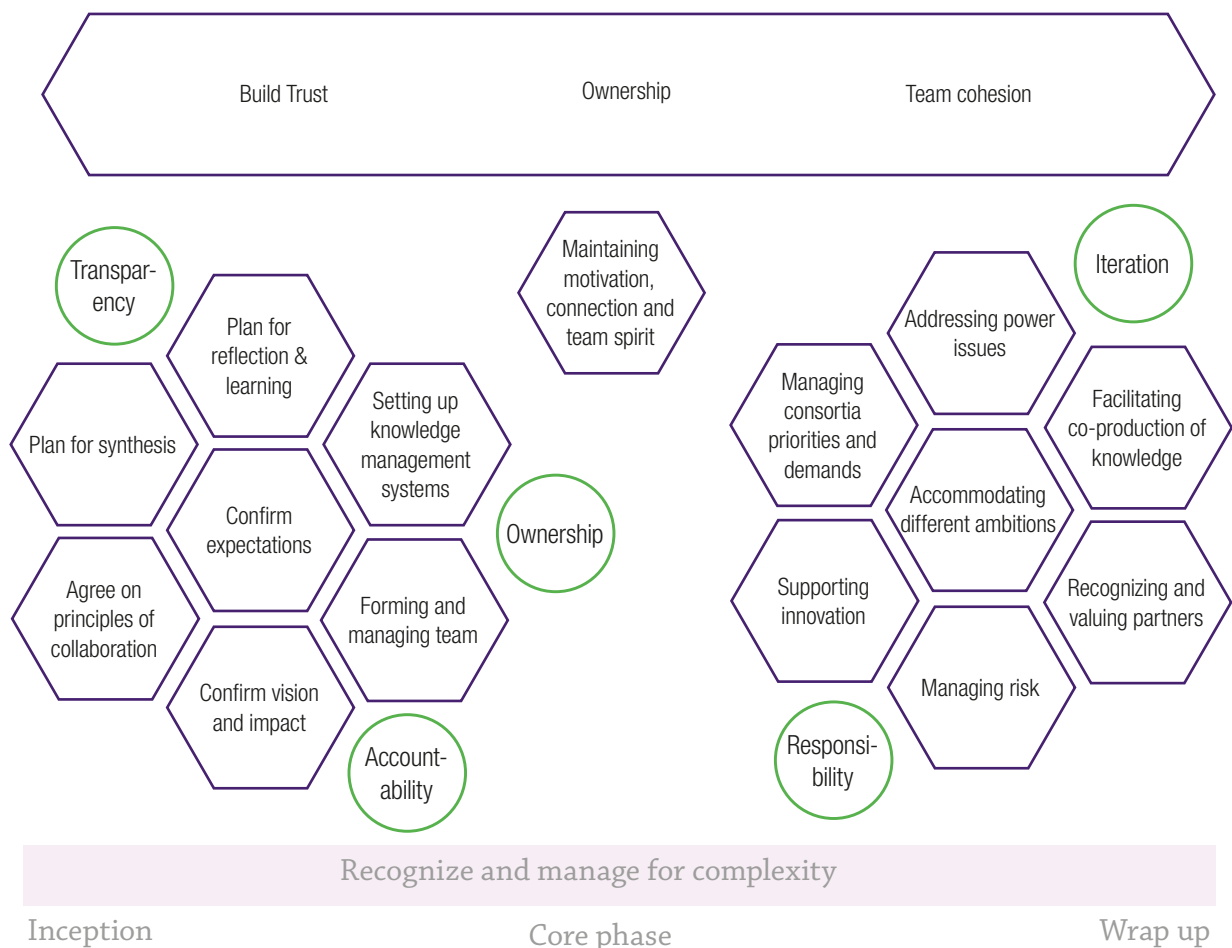 Build Trust
Ownership
Team cohesion
Transpar-
ency
Plan for
reflection &
learning
Plan for synthesis
Setting up
knowledge
management
systems
Confirm
expectations
Agree on
principles of
collaboration
Forming and
managing team
Confirm vision
and impact
Account-
ability
Ownership
Maintaining
motivation,
connection and
team spirit
Iteration
Addressing power
issues
Managing
consortia
priorities and
demands
Facilitating
co-production of
knowledge
Accommodating
different ambitions
Supporting
innovation
Recognizing and
valuing partners
Managing risk
Responsi-
bility
Recognize and manage for complexity
Inception
Core phase
Wrap up